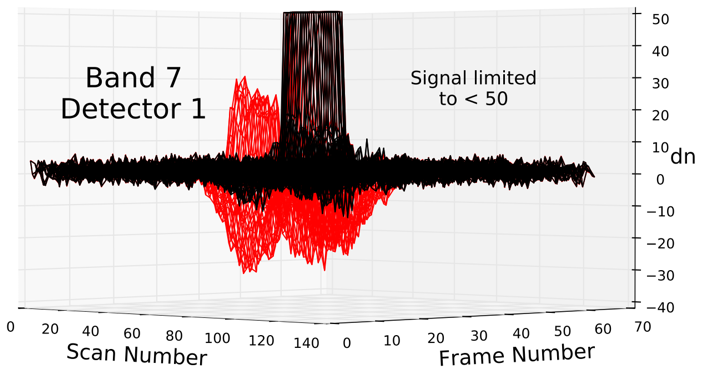 Band 7
Detector 1
Signal limited
to < 50
50
40
30
20
10
0
−10
−20
−30
−40
dn
0 20 40 60 80 100 120 140
Scan Number
0 10 20 30 40 50 60 70
Frame Number